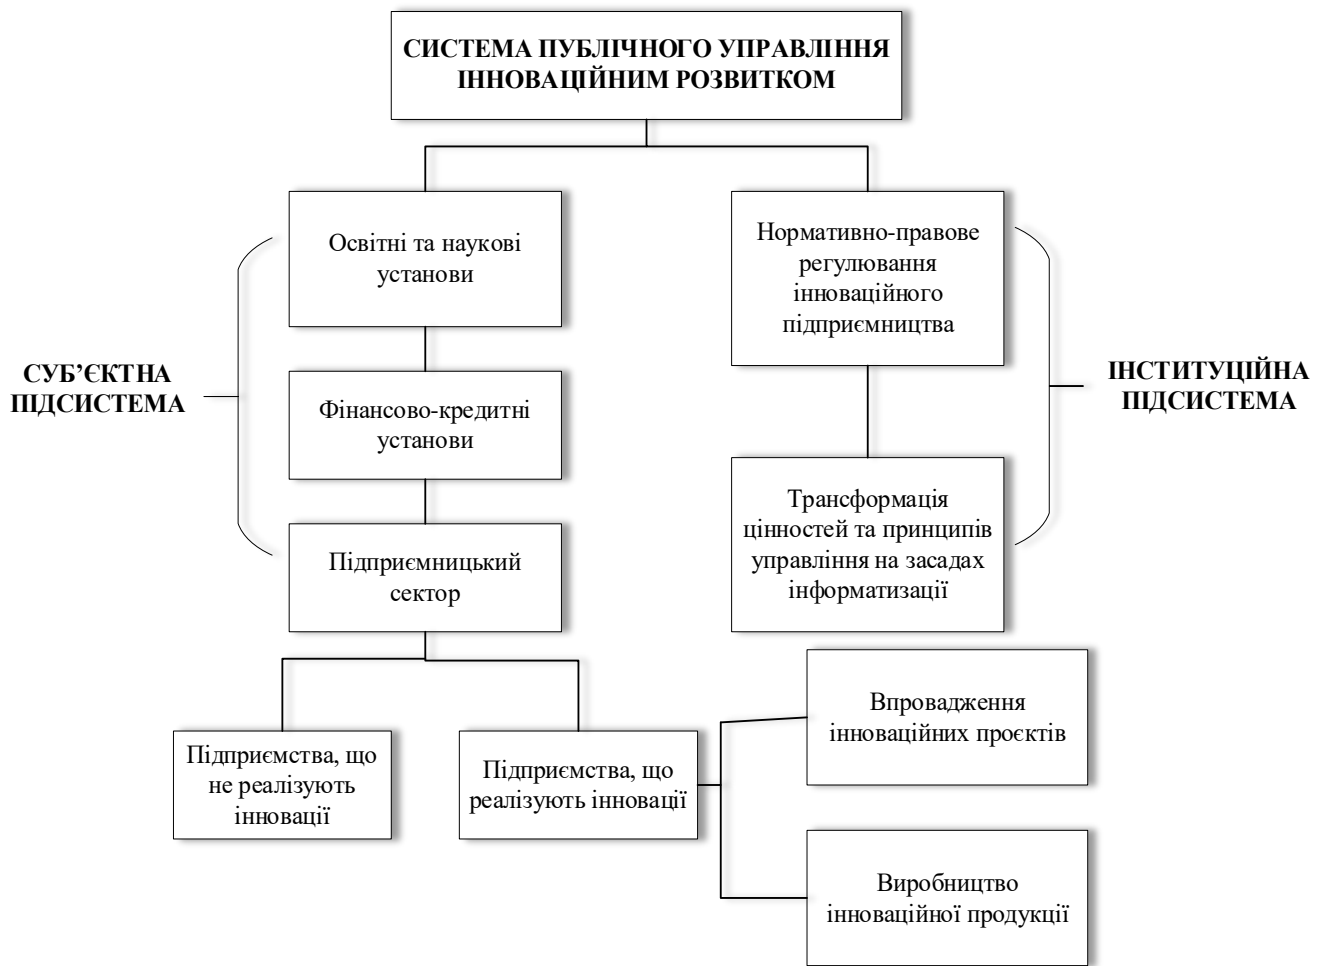 СИСТЕМА ПУБЛІЧНОГО УПРАВЛІННЯ
ІННОВАЦІЙНИМ РОЗВИТКОМ
Освітні та наукові
установи
Нормативно-правове
регулювання
інноваційного
підприємництва
СУБ’ЄКТНА
ПІДСИСТЕМА
Фінансово-кредитні
установи
ІНСТИТУЦІЙНА
ПІДСИСТЕМА
Підприємницький
сектор
Трансформація
цінностей та принципів
управління на засадах
інформатизації
Підприємства, що
не реалізують
інновації
Підприємства, що
реалізують інновації
Впровадження
інноваційних проєктів
Виробництво
інноваційної продукції